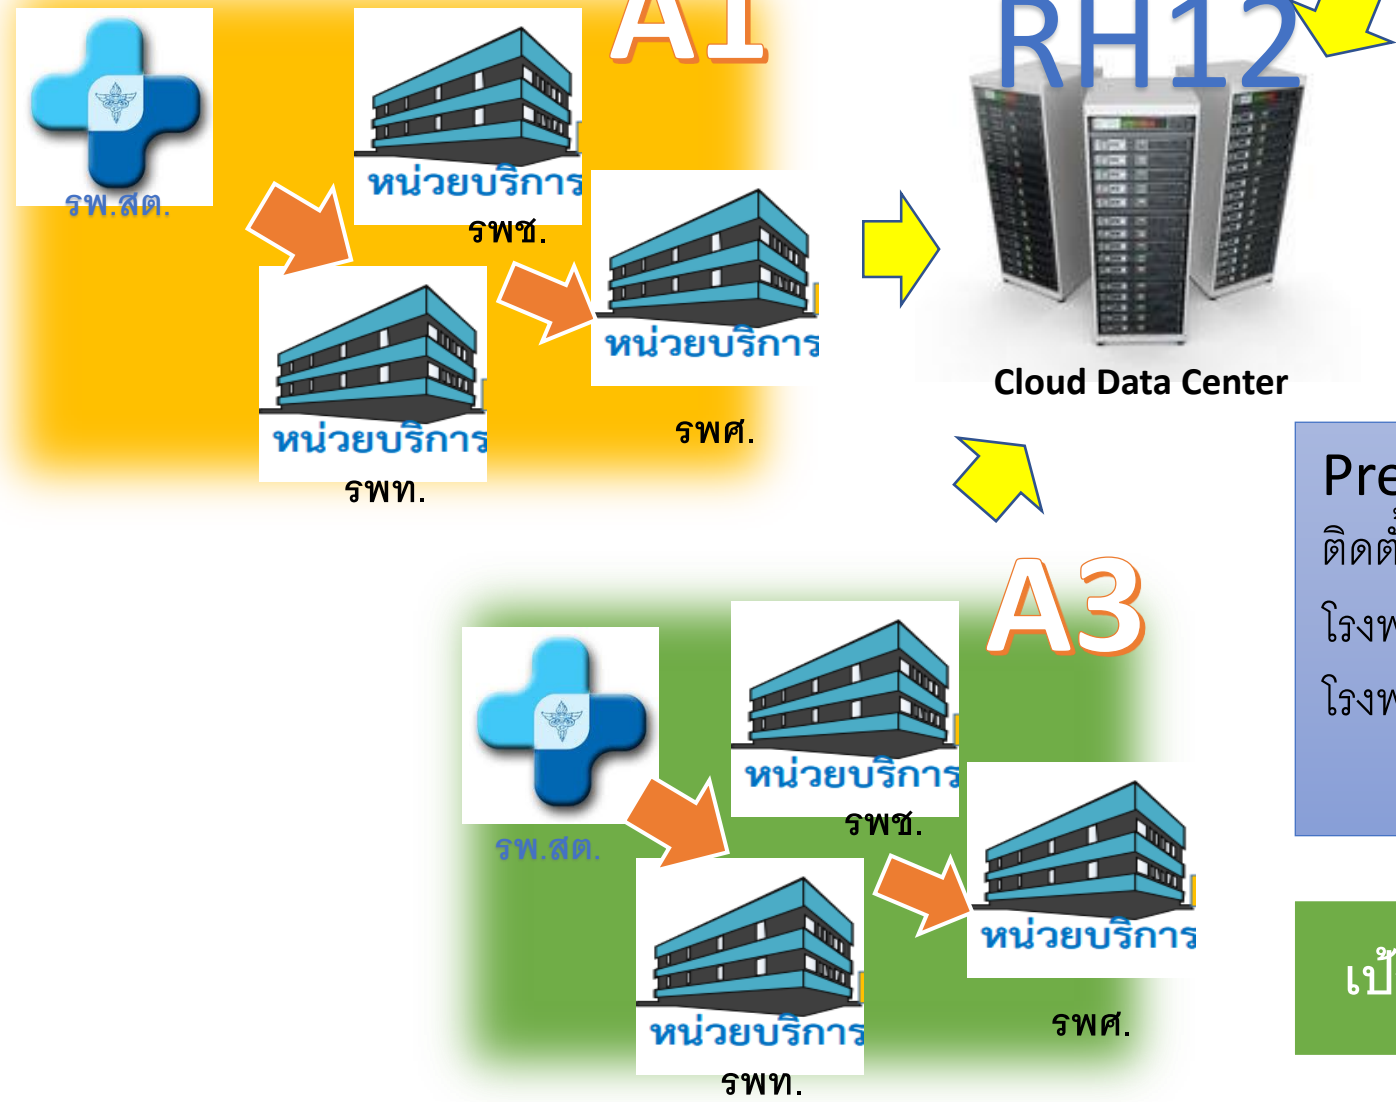 A1
RH12
รพ.สต.
หน่วยบริการ
รพช.
หน่วยบริการ
รพศ.
หน่วยบริการ
รพท.
Cloud Data Center
A3
รพ.สต.
หน่วยบริการ
รพช.
หน่วยบริการ
รพศ.
หน่วยบริการ
รพท.